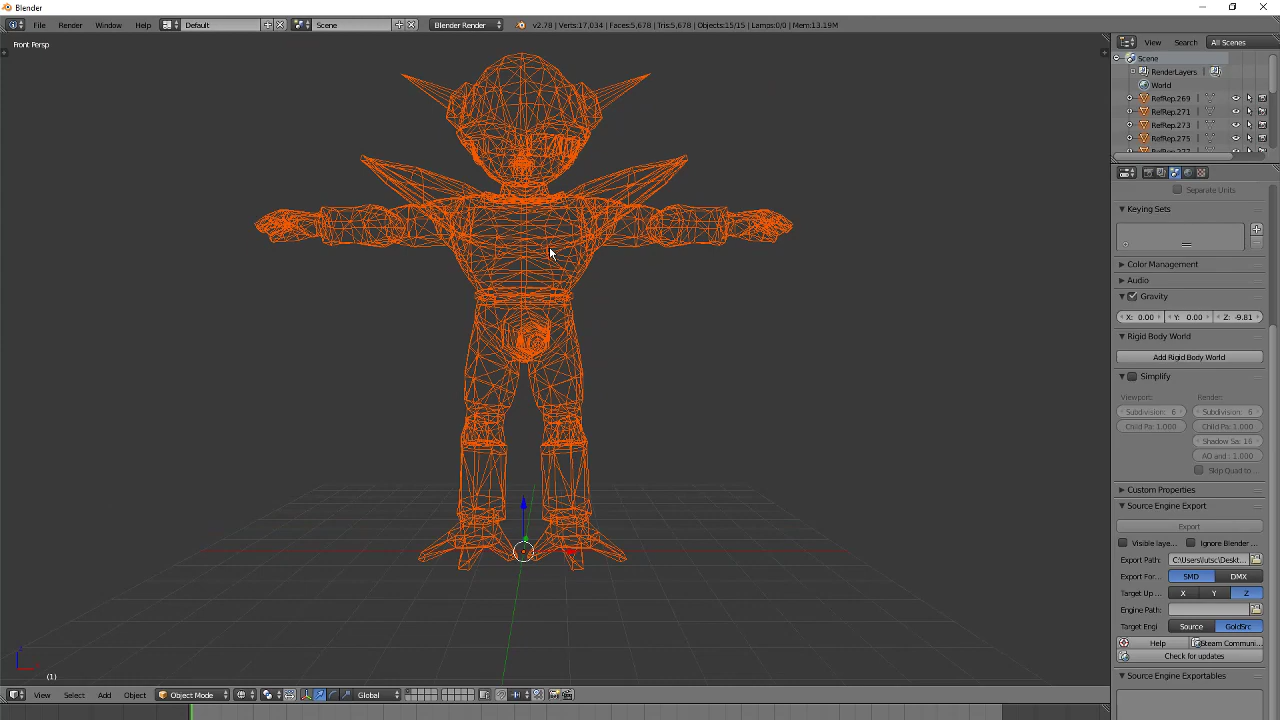 Blender
File Render Window Help Default Scene Blender Render v2.78 | Verts:17,034 | Faces:5,678 | Tris:5,678 | Objects:15/15 | Lamps:0/0 | Mem:13.19M
Front Persp
View Search All Scenes
Scene
RenderLayers
World
RefRep.269
RefRep.271
RefRep.273
RefRep.275
Separate Units
Keying Sets
Color Management
Audio
Gravity
X: 0.00 Y: 0.00 Z: -9.81
Rigid Body World
Add Rigid Body World
Simplify
Viewport: Render:
Subdivision: 6 Subdivision: 6
Child Pa: 1.000 Child Pa: 1.000
Shadow Sa: 16
AO and : 1.000
Skip Quad to ...
Custom Properties
Source Engine Export
Export
Visible laye... Ignore Blender ...
Export Path: C:\Users\lutsc\Deskt...
Export For... SMD DMX
Target Up ... X Y Z
Engine Path:
Target Engi Source GoldSrc
Help Steam Communi...
Check for updates
Source Engine Exportables
(1)
View Select Add Object Object Mode Global